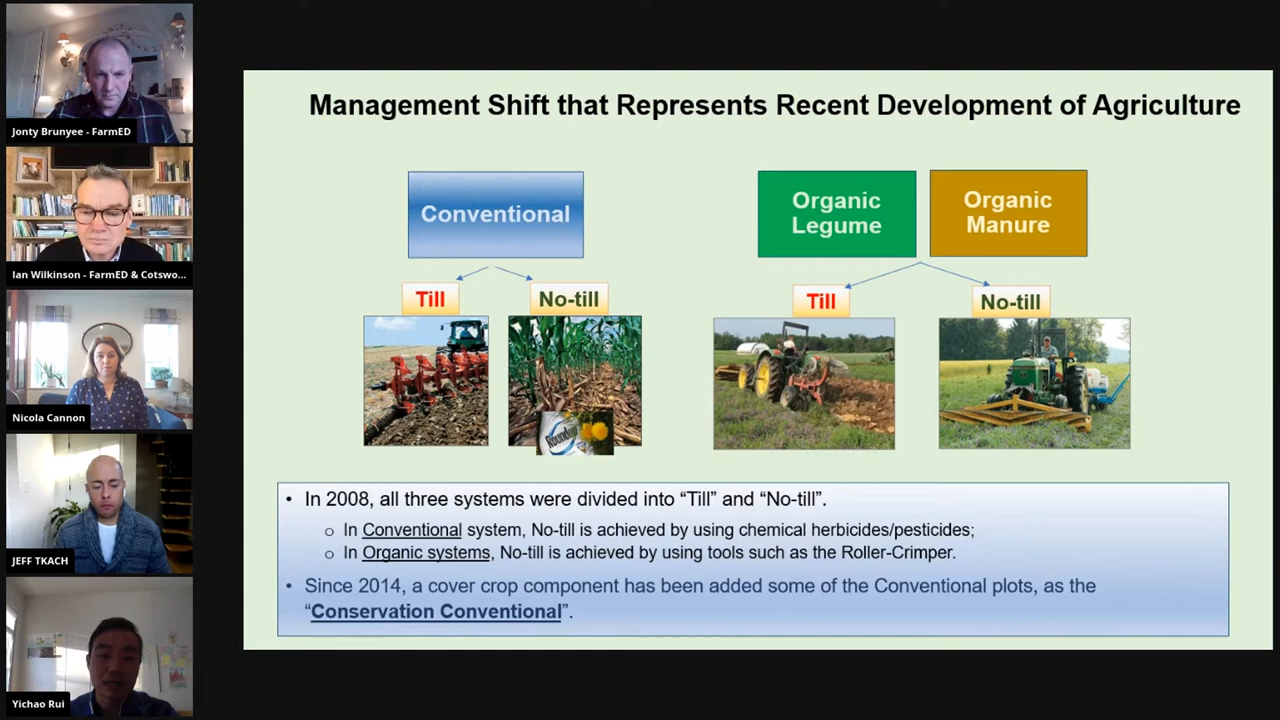 Jonty Brunyee - FarmED
Ian Wilkinson - FarmED & Cotswo...
Nicola Cannon
JEFF TKACH
Yichao Rui
Management Shift that Represents Recent Development of Agriculture
Conventional
Organic
Legume
Organic
Manure
Till
No-till
Till
No-till
Roundup
• In 2008, all three systems were divided into “Till” and “No-till”.
o In Conventional system, No-till is achieved by using chemical herbicides/pesticides;
o In Organic systems, No-till is achieved by using tools such as the Roller-Crimper.
• Since 2014, a cover crop component has been added some of the Conventional plots, as the
“Conservation Conventional”.